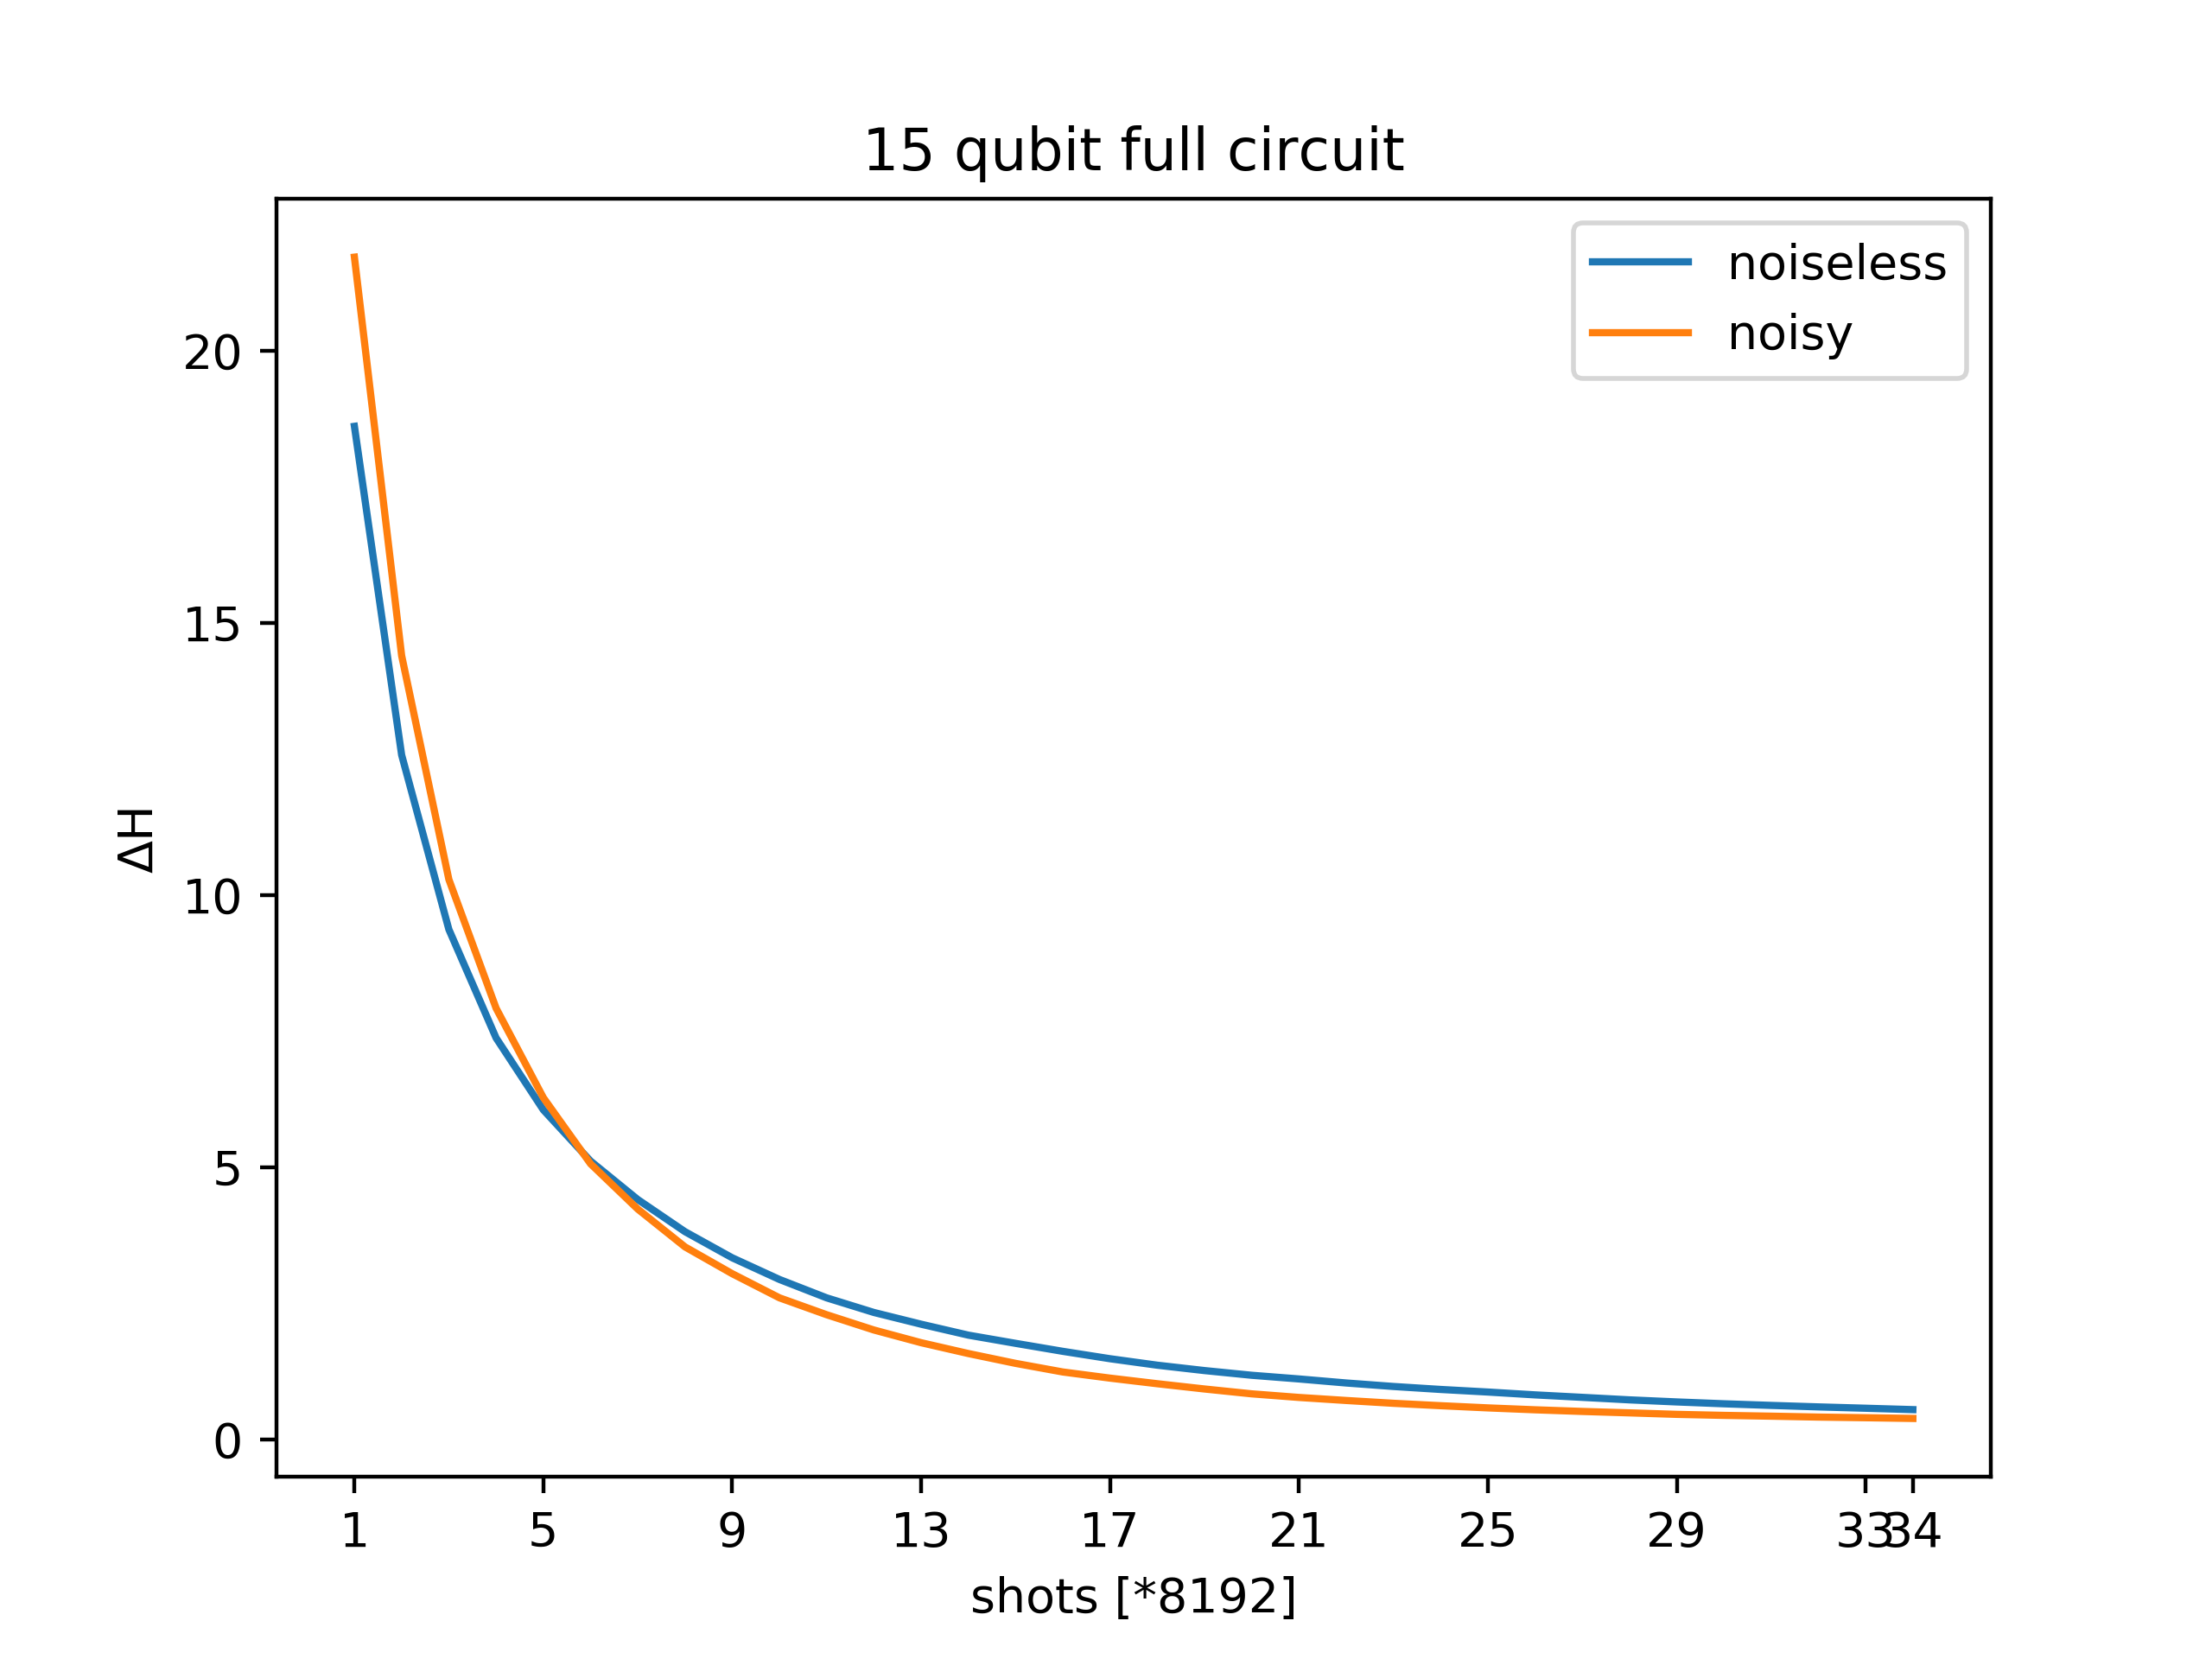 15 qubit full circuit
noiseless
noisy
20
15
10
5
0
ΔH
1 5 9 13 17 21 25 29 33 34
shots [*8192]